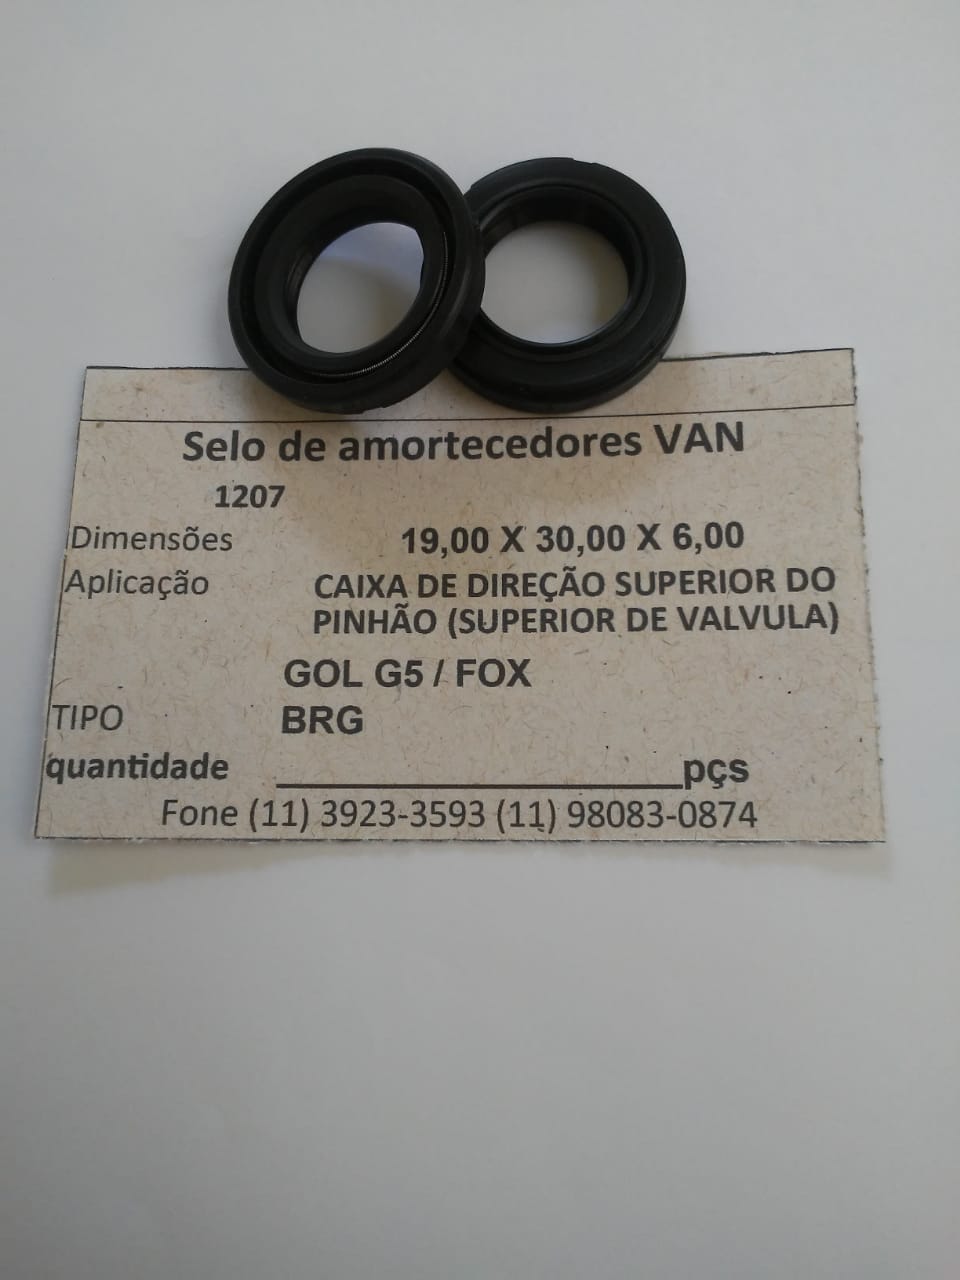 Selo de amortecedores VAN
1207
Dimensões 19,00 X 30,00 X 6,00
Aplicação CAIXA DE DIREÇÃO SUPERIOR DO
PINHÃO (SUPERIOR DE VALVULA)
GOL G5 / FOX
TIPO BRG
quantidade ____________________pçs
Fone (11) 3923-3593 (11) 98083-0874